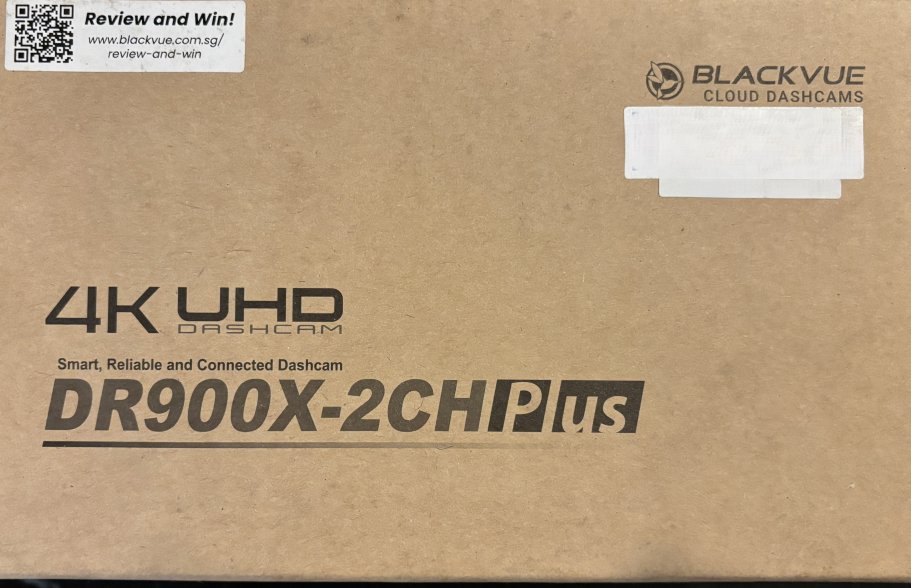 Review and Win!
www.blackvue.com.sg/
review-and-win
BLACKVUE
CLOUD DASHCAMS
4K UHD
DASHCAM
Smart, Reliable and Connected Dashcam
DR900X-2CHPlus